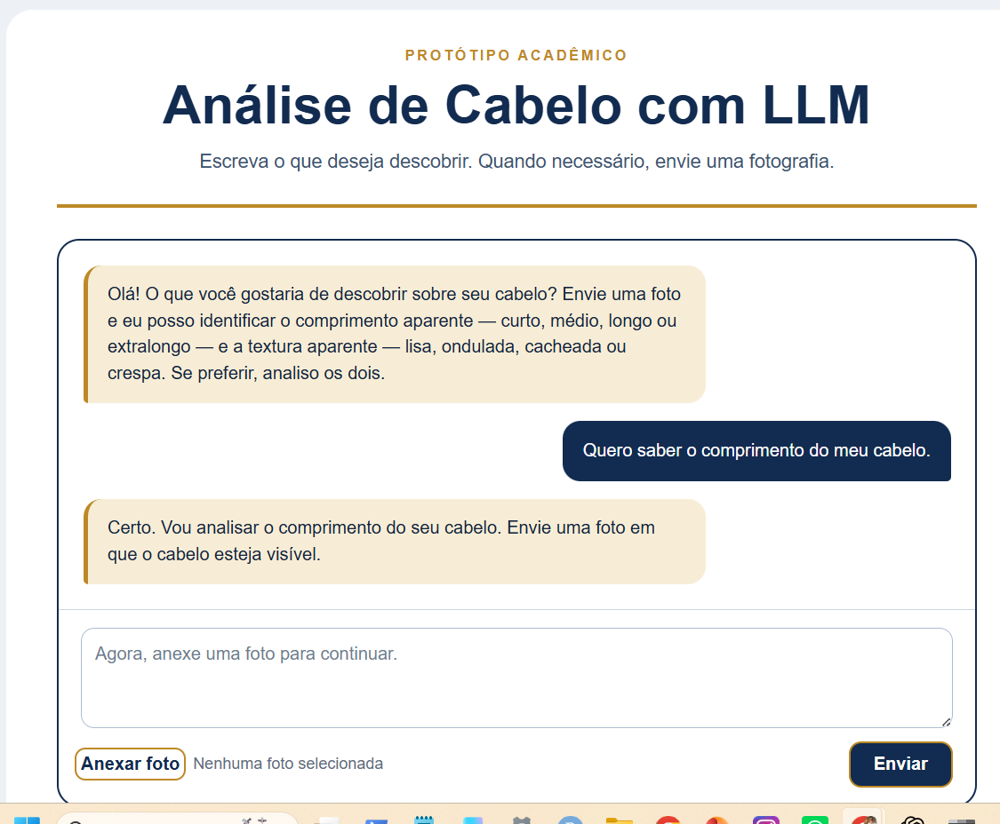 PROTÓTIPO ACADÊMICO
Análise de Cabelo com LLM
Escreva o que deseja descobrir. Quando necessário, envie uma fotografia.
Olá! O que você gostaria de descobrir sobre seu cabelo? Envie uma foto
e eu posso identificar o comprimento aparente — curto, médio, longo ou
extralongo — e a textura aparente — lisa, ondulada, cacheada ou
crespa. Se preferir, analiso os dois.
Quero saber o comprimento do meu cabelo.
Certo. Vou analisar o comprimento do seu cabelo. Envie uma foto em
que o cabelo esteja visível.
Agora, anexe uma foto para continuar.
Anexar foto Nenhuma foto selecionada
Enviar